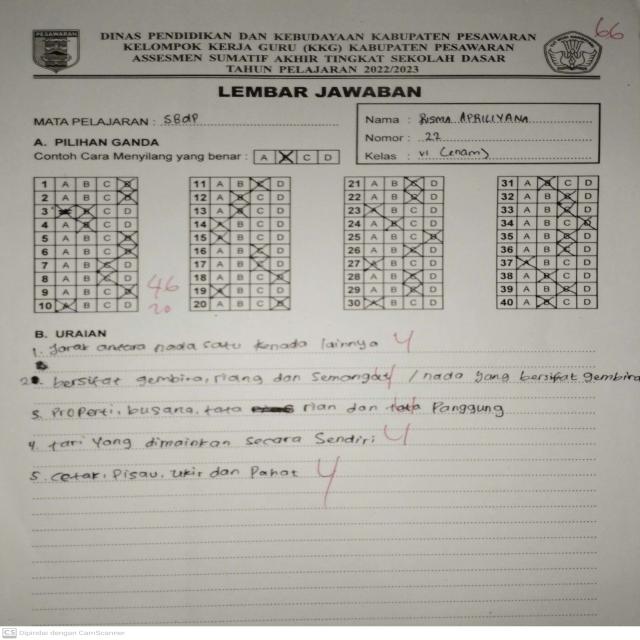 PESAWARAN
66
DINAS PENDIDIKAN DAN KEBUDAYAAN KABUPATEN PESAWARAN
KELOMPOK KERJA GURU (KKG) KABUPATEN PESAWARAN
ASSESMEN SUMATIF AKHIR TINGKAT SEKOLAH DASAR
TAHUN PELAJARAN 2022/2023
LEMBAR JAWABAN
MATA PELAJARAN : SBdP
Nama : RISMA APRILIYANA
Nomor : 22
Kelas : VI (enam)
A. PILIHAN GANDA
Contoh Cara Menyilang yang benar : A B C D
1 A B C D 11 A B C D 21 A B C D 31 A B C D
2 A B C D 12 A B C D 22 A B C D 32 A B C D
3 A B C D 13 A B C D 23 A B C D 33 A B C D
4 A B C D 14 A B C D 24 A B C D 34 A B C D
5 A B C D 15 A B C D 25 A B C D 35 A B C D
6 A B C D 16 A B C D 26 A B C D 36 A B C D
7 A B C D 17 A B C D 27 A B C D 37 A B C D
8 A B C D 18 A B C D 28 A B C D 38 A B C D
9 A B C D 19 A B C D 29 A B C D 39 A B C D
10 A B C D 20 A B C D 30 A B C D 40 A B C D
46
20
B. URAIAN
1. Jarak antara nada satu kenada lainnya 4
2. bersifat gembira, riang dan Semangat / nada yang bersifat gembira
3. Properti, busana, tata rian dan tata Panggung
4. tari Yang dimainkan secara Sendiri 4
5. Cetak, Pisau, ukir dan Pahat 4
CS Dipindai dengan CamScanner